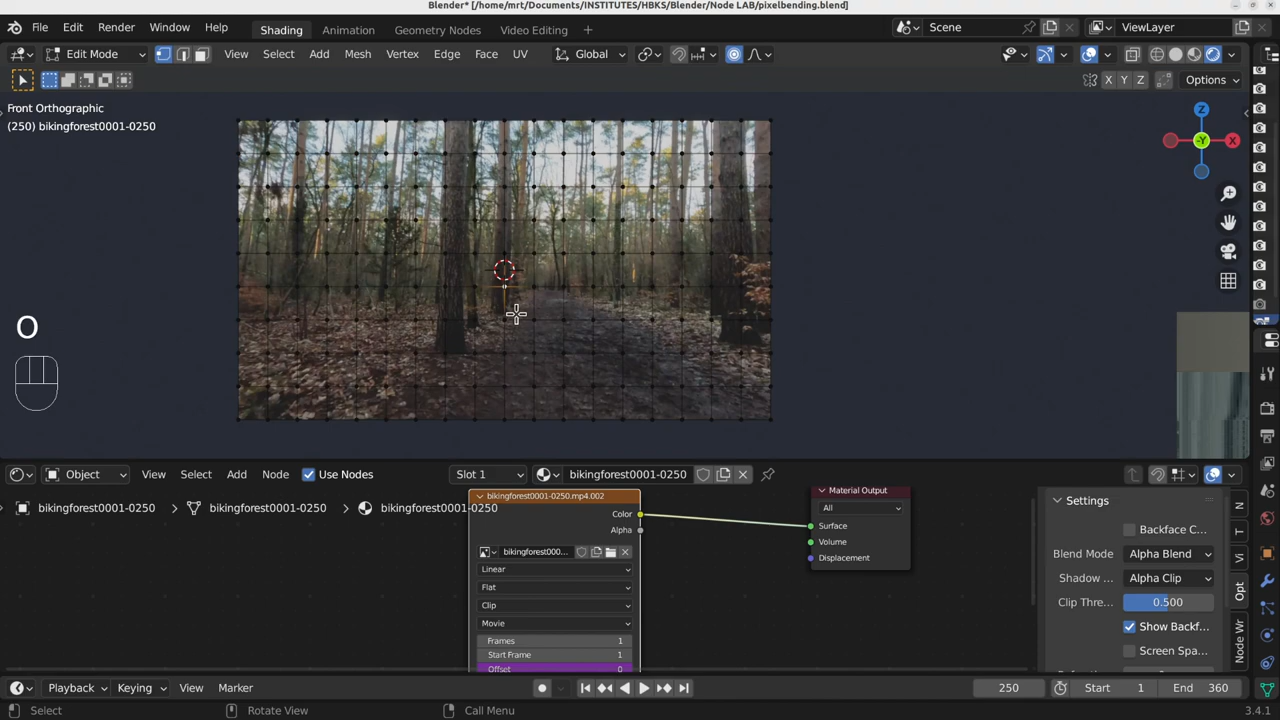 Blender* [/home/mrt/Documents/INSTITUTES/HBKS/Blender/Node LAB/pixelbending.blend]
File Edit Render Window Help Shading Animation Geometry Nodes Video Editing Scene ViewLayer
Edit Mode View Select Add Mesh Vertex Edge Face UV Global
X Y Z Options
Front Orthographic
(250) bikingforest0001-0250
Z
X
-Y
O
Object View Select Add Node Use Nodes Slot 1 bikingforest0001-0250
bikingforest0001-0250 bikingforest0001-0250 bikingforest0001-0250
bikingforest0001-0250.mp4.002
Color
Alpha
bikingforest000...
Linear
Flat
Clip
Movie
Frames 1
Start Frame 1
Offset 0
Material Output
All
Surface
Volume
Displacement
Settings
Backface C...
Blend Mode Alpha Blend
Shadow ... Alpha Clip
Clip Thre... 0.500
Show Backf...
Screen Spa...
N
T
Vi
Opt
Node Wr
Playback Keying View Marker 250 Start 1 End 360
Select Rotate View Call Menu 3.4.1